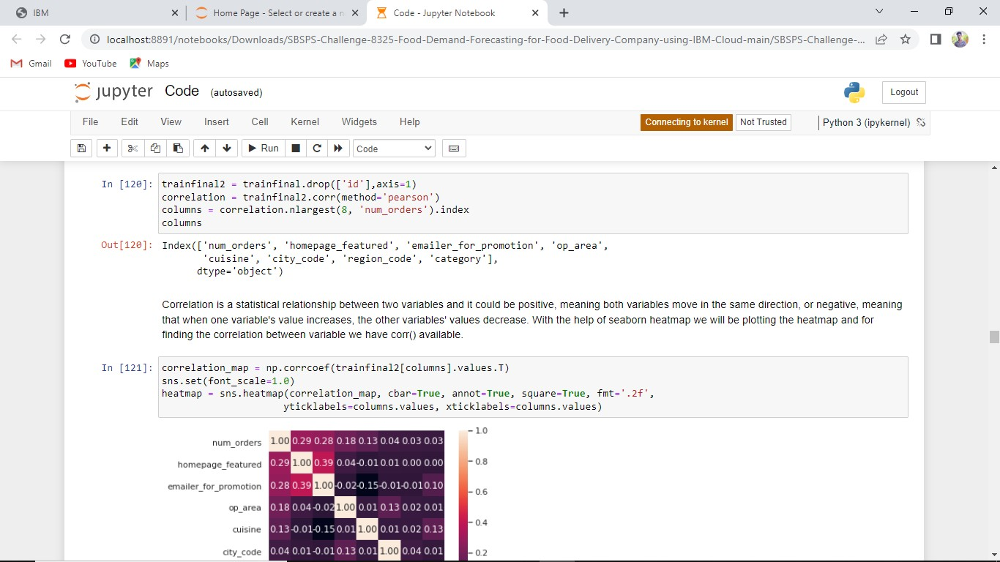 IBM
Home Page - Select or create a n
Code - Jupyter Notebook
localhost:8891/notebooks/Downloads/SBSPS-Challenge-8325-Food-Demand-Forecasting-for-Food-Delivery-Company-using-IBM-Cloud-main/SBSPS-Challenge-...
Gmail YouTube Maps
jupyter Code (autosaved)
Logout
File Edit View Insert Cell Kernel Widgets Help
Connecting to kernel Not Trusted Python 3 (ipykernel)
Run Code
In [120]: trainfinal2 = trainfinal.drop(['id'],axis=1)
correlation = trainfinal2.corr(method='pearson')
columns = correlation.nlargest(8, 'num_orders').index
columns
Out[120]: Index(['num_orders', 'homepage_featured', 'emailer_for_promotion', 'op_area',
'cuisine', 'city_code', 'region_code', 'category'],
dtype='object')
Correlation is a statistical relationship between two variables and it could be positive, meaning both variables move in the same direction, or negative, meaning
that when one variable's value increases, the other variables' values decrease. With the help of seaborn heatmap we will be plotting the heatmap and for
finding the correlation between variable we have corr() available.
In [121]: correlation_map = np.corrcoef(trainfinal2[columns].values.T)
sns.set(font_scale=1.0)
heatmap = sns.heatmap(correlation_map, cbar=True, annot=True, square=True, fmt='.2f',
yticklabels=columns.values, xticklabels=columns.values)
num_orders 1.00 0.29 0.28 0.18 0.13 0.04 0.03 0.03
homepage_featured 0.29 1.00 0.39 0.04 -0.01 0.01 0.00 0.00
emailer_for_promotion 0.28 0.39 1.00 -0.02 -0.15 -0.01 -0.01 0.10
op_area 0.18 0.04 -0.02 1.00 0.01 0.13 0.02 0.01
cuisine 0.13 -0.01 -0.15 0.01 1.00 0.01 0.02 0.13
city_code 0.04 0.01 -0.01 0.13 0.01 1.00 0.04 0.01
1.0
0.8
0.6
0.4
0.2